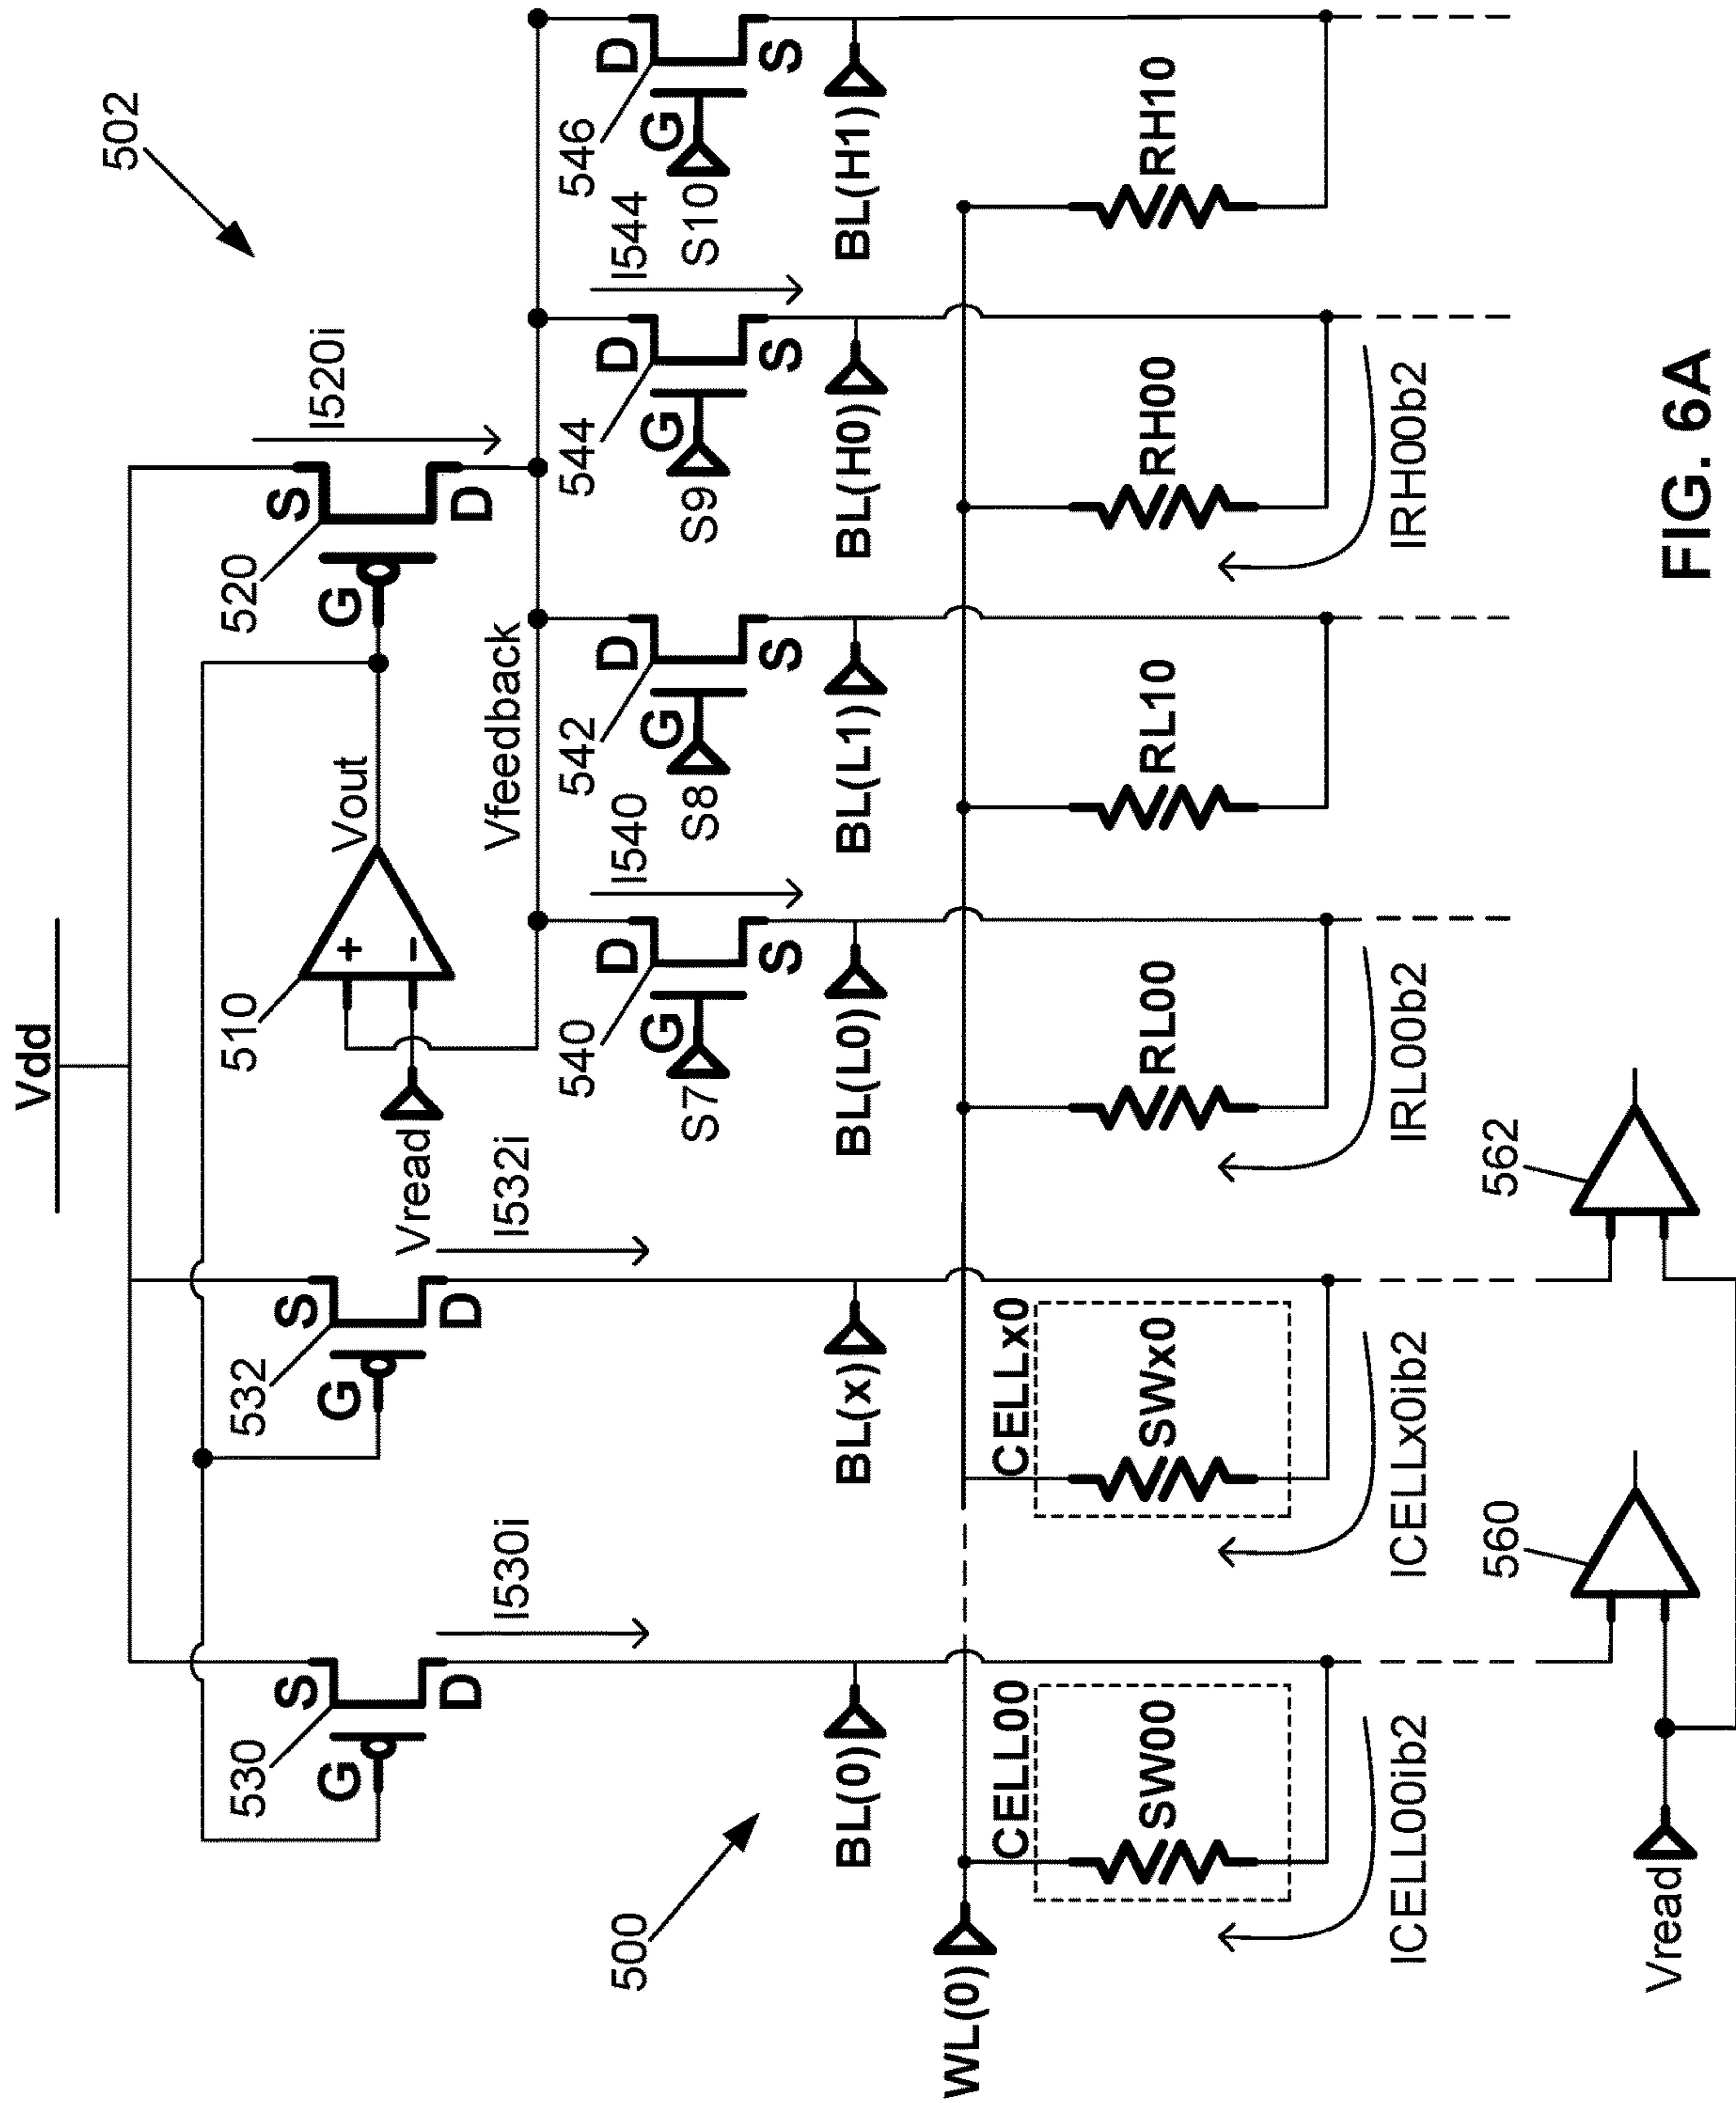 Vdd
502
510
+
−
Vout
Vread
520
S
G
D
I520i
Vfeedback
530
S
G
D
I530i
532
S
G
D
I532i
540
D
G
S
S7
I540
542
D
G
S
S8
544
D
G
S
S9
I544
546
D
G
S
S10
500
BL(0)
BL(x)
BL(L0)
BL(L1)
BL(H0)
BL(H1)
WL(0)
CELL00
SW00
CELLx0
SWx0
RL00
RL10
RH00
RH10
ICELL00ib2
ICELLx0ib2
IRL00b2
IRH00b2
560
562
Vread
FIG. 6A